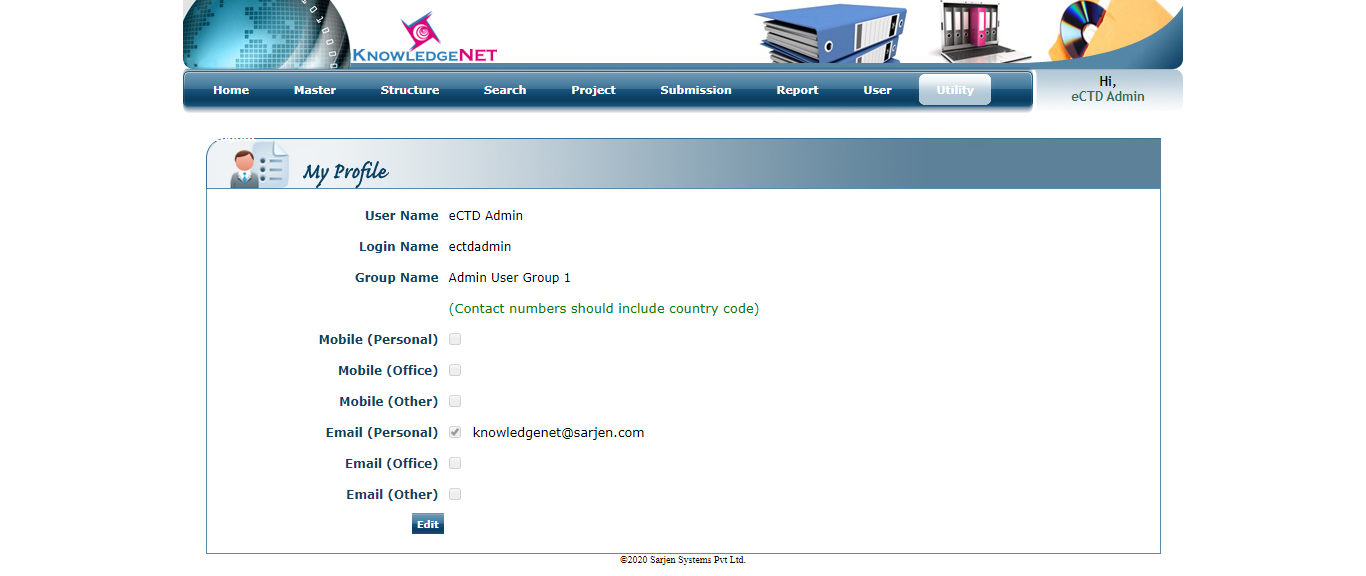 KNOWLEDGENET
Home Master Structure Search Project Submission Report User Utility
Hi,
eCTD Admin
My Profile
User Name eCTD Admin
Login Name ectdadmin
Group Name Admin User Group 1
(Contact numbers should include country code)
Mobile (Personal)
Mobile (Office)
Mobile (Other)
Email (Personal) knowledgenet@sarjen.com
Email (Office)
Email (Other)
Edit
©2020 Sarjen Systems Pvt Ltd.